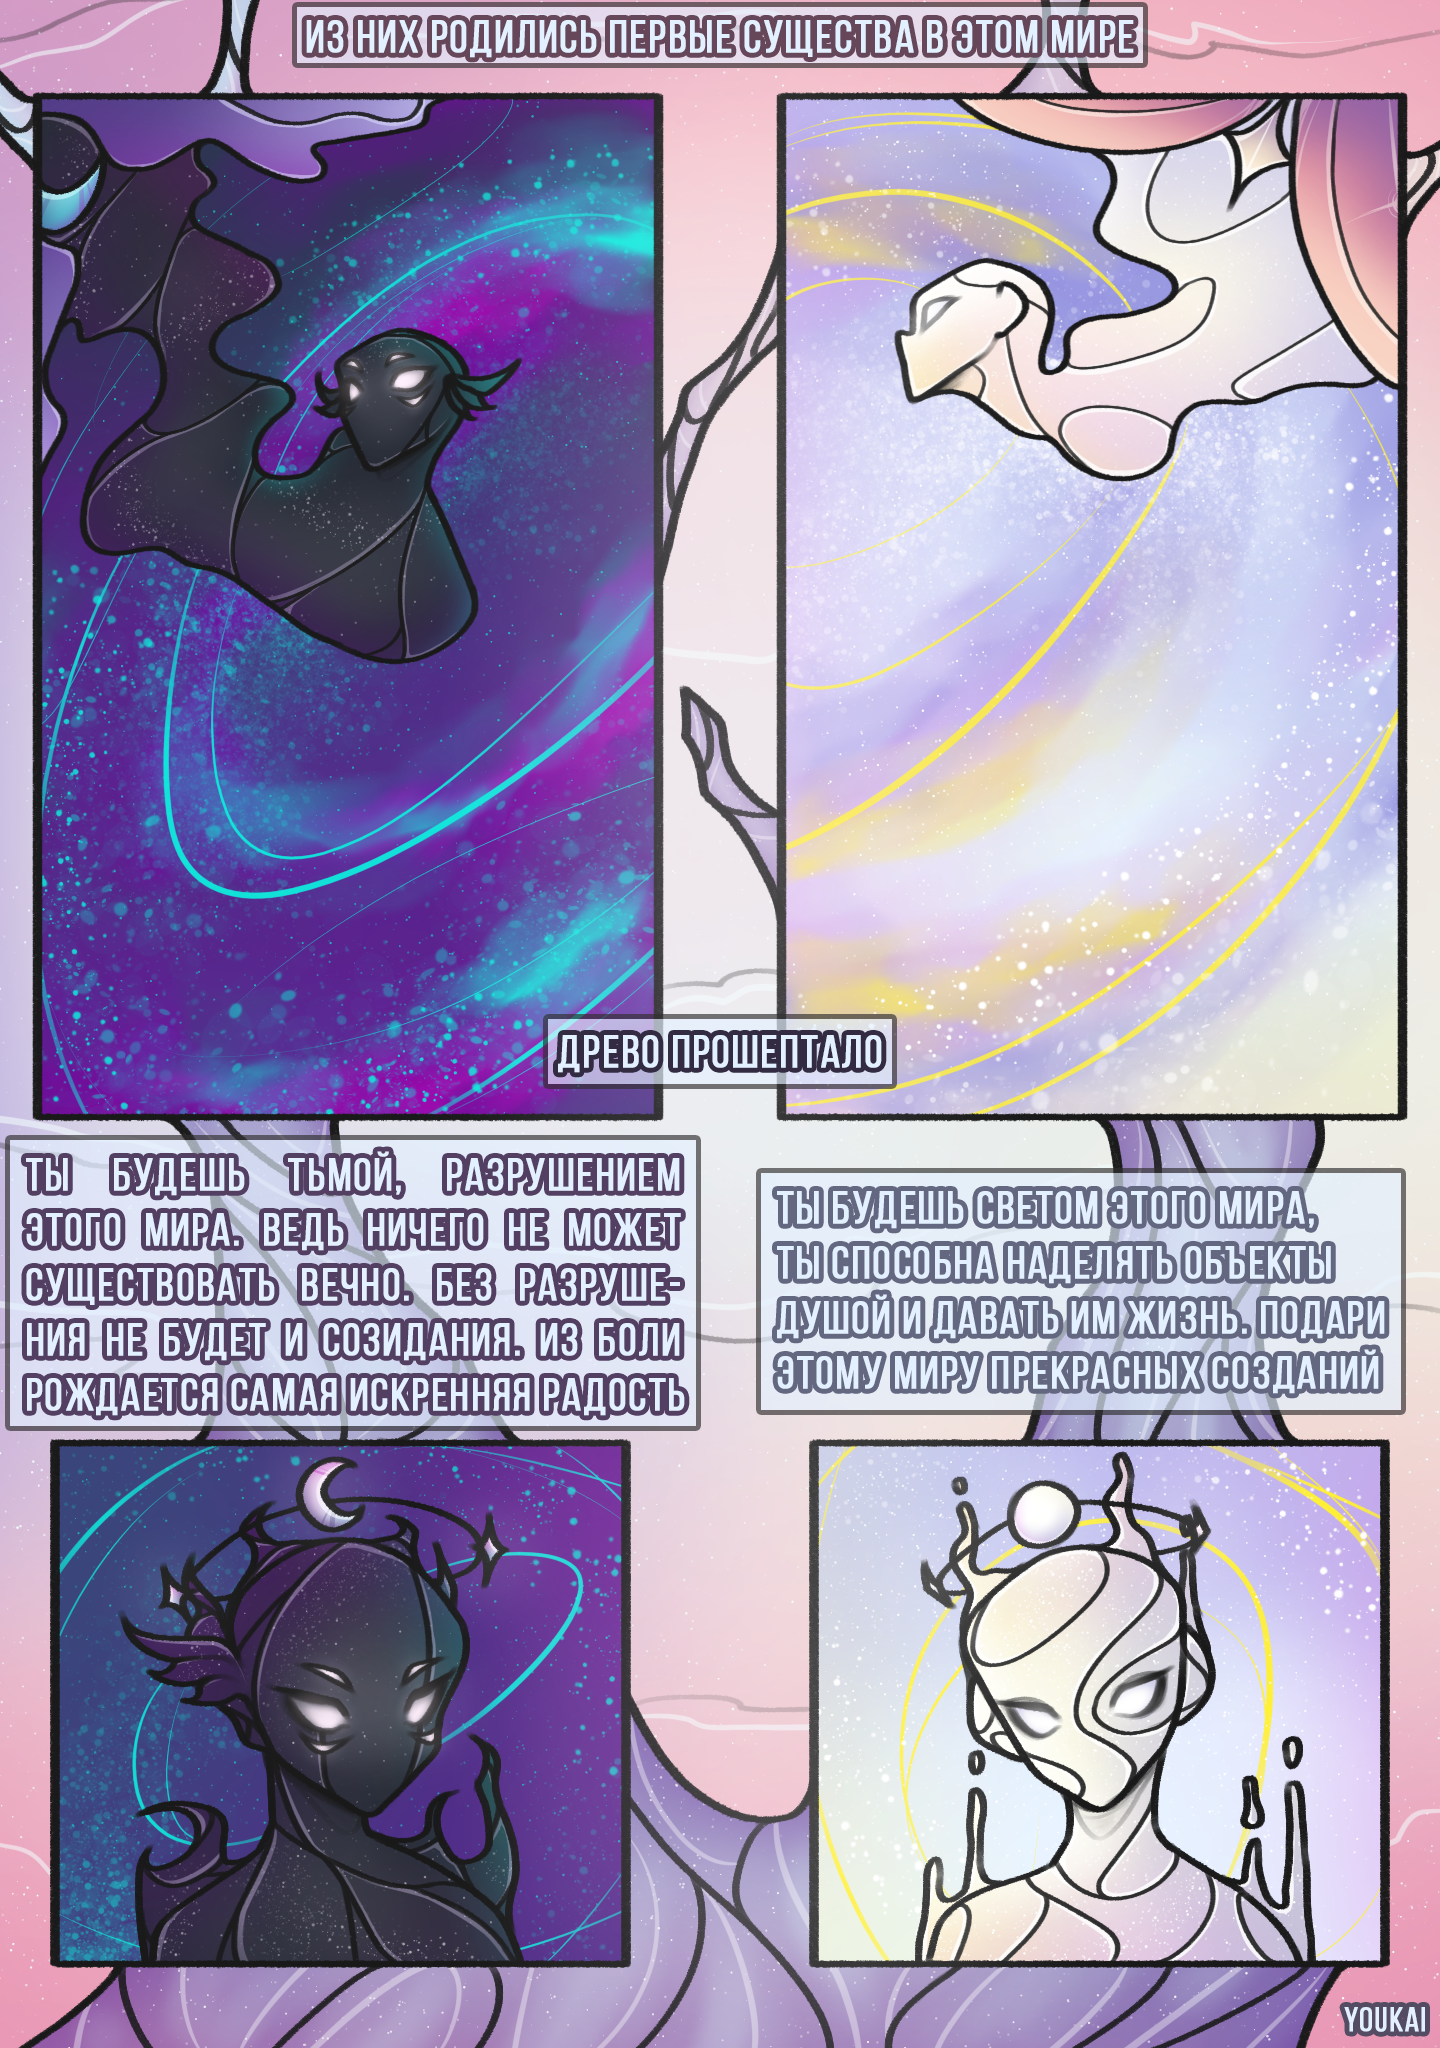 ИЗ НИХ РОДИЛИСЬ ПЕРВЫЕ СУЩЕСТВА В ЭТОМ МИРЕ
ДРЕВО ПРОШЕПТАЛО
ТЫ БУДЕШЬ ТЬМОЙ, РАЗРУШЕНИЕМ
ЭТОГО МИРА. ВЕДЬ НИЧЕГО НЕ МОЖЕТ
СУЩЕСТВОВАТЬ ВЕЧНО. БЕЗ РАЗРУШЕ-
НИЯ НЕ БУДЕТ И СОЗИДАНИЯ. ИЗ БОЛИ
РОЖДАЕТСЯ САМАЯ ИСКРЕННЯЯ РАДОСТЬ
ТЫ БУДЕШЬ СВЕТОМ ЭТОГО МИРА,
ТЫ СПОСОБНА НАДЕЛЯТЬ ОБЪЕКТЫ
ДУШОЙ И ДАВАТЬ ИМ ЖИЗНЬ. ПОДАРИ
ЭТОМУ МИРУ ПРЕКРАСНЫХ СОЗДАНИЙ
YOUKAI